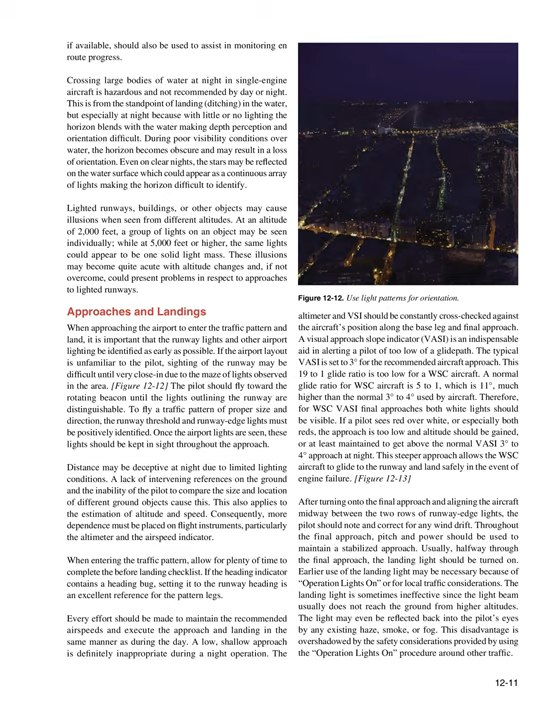 if available, should also be used to assist in monitoring en
route progress.
Crossing large bodies of water at night in single-engine
aircraft is hazardous and not recommended by day or night.
This is from the standpoint of landing (ditching) in the water,
but especially at night because with little or no lighting the
horizon blends with the water making depth perception and
orientation difficult. During poor visibility conditions over
water, the horizon becomes obscure and may result in a loss
of orientation. Even on clear nights, the stars may be reflected
on the water surface which could appear as a continuous array
of lights making the horizon difficult to identify.
Lighted runways, buildings, or other objects may cause
illusions when seen from different altitudes. At an altitude
of 2,000 feet, a group of lights on an object may be seen
individually; while at 5,000 feet or higher, the same lights
could appear to be one solid light mass. These illusions
may become quite acute with altitude changes and, if not
overcome, could present problems in respect to approaches
to lighted runways.
Approaches and Landings
When approaching the airport to enter the traffic pattern and
land, it is important that the runway lights and other airport
lighting be identified as early as possible. If the airport layout
is unfamiliar to the pilot, sighting of the runway may be
difficult until very close-in due to the maze of lights observed
in the area. [Figure 12-12] The pilot should fly toward the
rotating beacon until the lights outlining the runway are
distinguishable. To fly a traffic pattern of proper size and
direction, the runway threshold and runway-edge lights must
be positively identified. Once the airport lights are seen, these
lights should be kept in sight throughout the approach.
Distance may be deceptive at night due to limited lighting
conditions. A lack of intervening references on the ground
and the inability of the pilot to compare the size and location
of different ground objects cause this. This also applies to
the estimation of altitude and speed. Consequently, more
dependence must be placed on flight instruments, particularly
the altimeter and the airspeed indicator.
When entering the traffic pattern, allow for plenty of time to
complete the before landing checklist. If the heading indicator
contains a heading bug, setting it to the runway heading is
an excellent reference for the pattern legs.
Every effort should be made to maintain the recommended
airspeeds and execute the approach and landing in the
same manner as during the day. A low, shallow approach
is definitely inappropriate during a night operation. The
Figure 12-12. Use light patterns for orientation.
altimeter and VSI should be constantly cross-checked against
the aircraft's position along the base leg and final approach.
A visual approach slope indicator (VASI) is an indispensable
aid in alerting a pilot of too low of a glidepath. The typical
VASI is set to 3° for the recommended aircraft approach. This
19 to 1 glide ratio is too low for a WSC aircraft. A normal
glide ratio for WSC aircraft is 5 to 1, which is 11°, much
higher than the normal 3° to 4° used by aircraft. Therefore,
for WSC VASI final approaches both white lights should
be visible. If a pilot sees red over white, or especially both
reds, the approach is too low and altitude should be gained,
or at least maintained to get above the normal VASI 3° to
4° approach at night. This steeper approach allows the WSC
aircraft to glide to the runway and land safely in the event of
engine failure. [Figure 12-13]
After turning onto the final approach and aligning the aircraft
midway between the two rows of runway-edge lights, the
pilot should note and correct for any wind drift. Throughout
the final approach, pitch and power should be used to
maintain a stabilized approach. Usually, halfway through
the final approach, the landing light should be turned on.
Earlier use of the landing light may be necessary because of
"Operation Lights On" or for local traffic considerations. The
landing light is sometimes ineffective since the light beam
usually does not reach the ground from higher altitudes.
The light may even be reflected back into the pilot's eyes
by any existing haze, smoke, or fog. This disadvantage is
overshadowed by the safety considerations provided by using
the "Operation Lights On" procedure around other traffic.
12-11